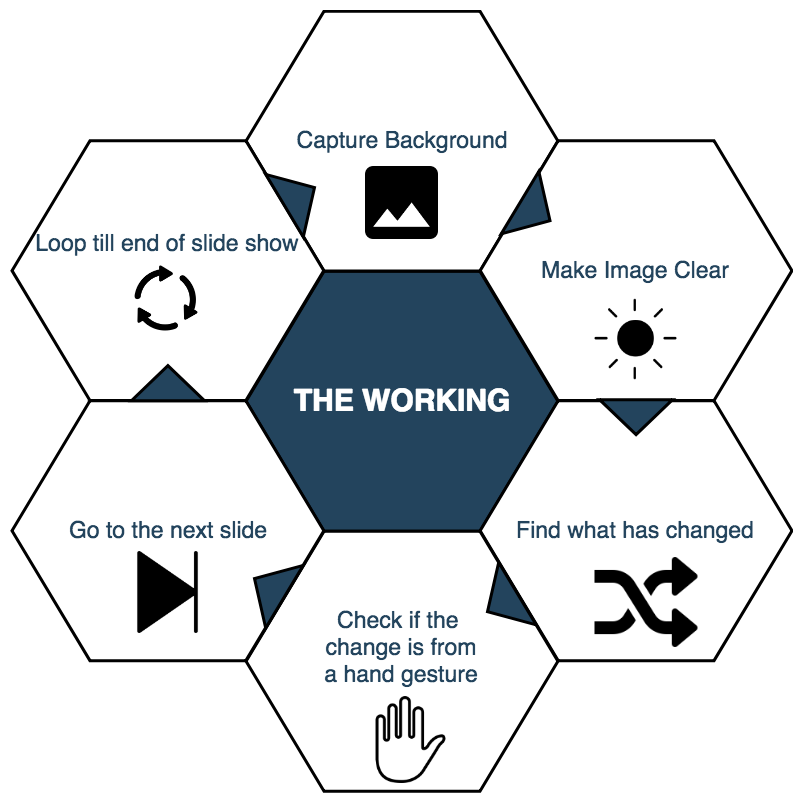 Capture Background
Make Image Clear
Find what has changed
Check if the
change is from
a hand gesture
Go to the next slide
Loop till end of slide show
THE WORKING